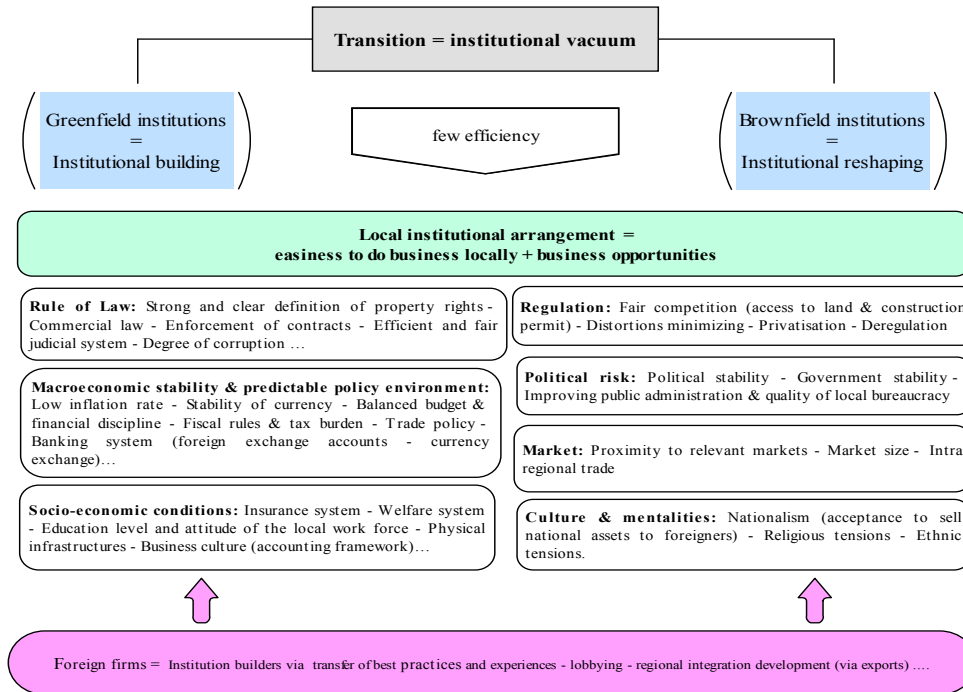 Transition = institutional vacuum
Greenfield institutions
=
Institutional building
few efficiency
Brownfield institutions
=
Institutional reshaping
Local institutional arrangement =
easiness to do business locally + business opportunities
Rule of Law: Strong and clear definition of property rights -
Commercial law - Enforcement of contracts - Efficient and fair
judicial system - Degree of corruption …
Macroeconomic stability & predictable policy environment:
Low inflation rate - Stability of currency - Balanced budget &
financial discipline - Fiscal rules & tax burden - Trade policy -
Banking system (foreign exchange accounts - currency
exchange)…
Socio-economic conditions: Insurance system - Welfare system
- Education level and attitude of the local work force - Physical
infrastructures - Business culture (accounting framework)…
Regulation: Fair competition (access to land & construction
permit) - Distortions minimizing - Privatisation - Deregulation
Political risk: Political stability - Government stability -
Improving public administration & quality of local bureaucracy
Market: Proximity to relevant markets - Market size - Intra
regional trade
Culture & mentalities: Nationalism (acceptance to sell
national assets to foreigners) - Religious tensions - Ethnic
tensions.
Foreign firms = Institution builders via transfer of best practices and experiences - lobbying - regional integration development (via exports) ….